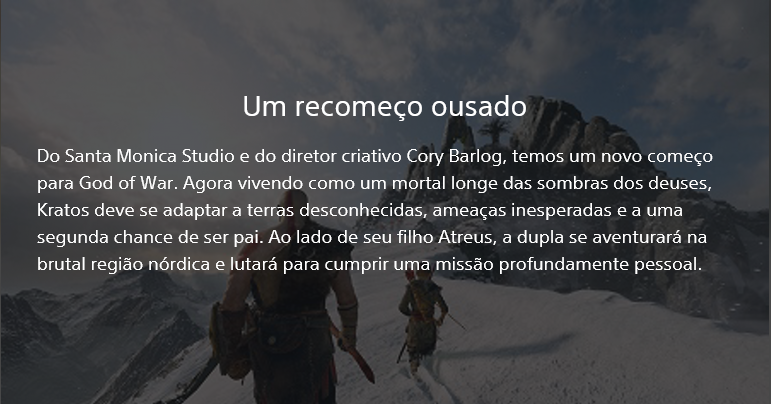 Um recomeço ousado
Do Santa Monica Studio e do diretor criativo Cory Barlog, temos um novo começo
para God of War. Agora vivendo como um mortal longe das sombras dos deuses,
Kratos deve se adaptar a terras desconhecidas, ameaças inesperadas e a uma
segunda chance de ser pai. Ao lado de seu filho Atreus, a dupla se aventurará na
brutal região nórdica e lutará para cumprir uma missão profundamente pessoal.